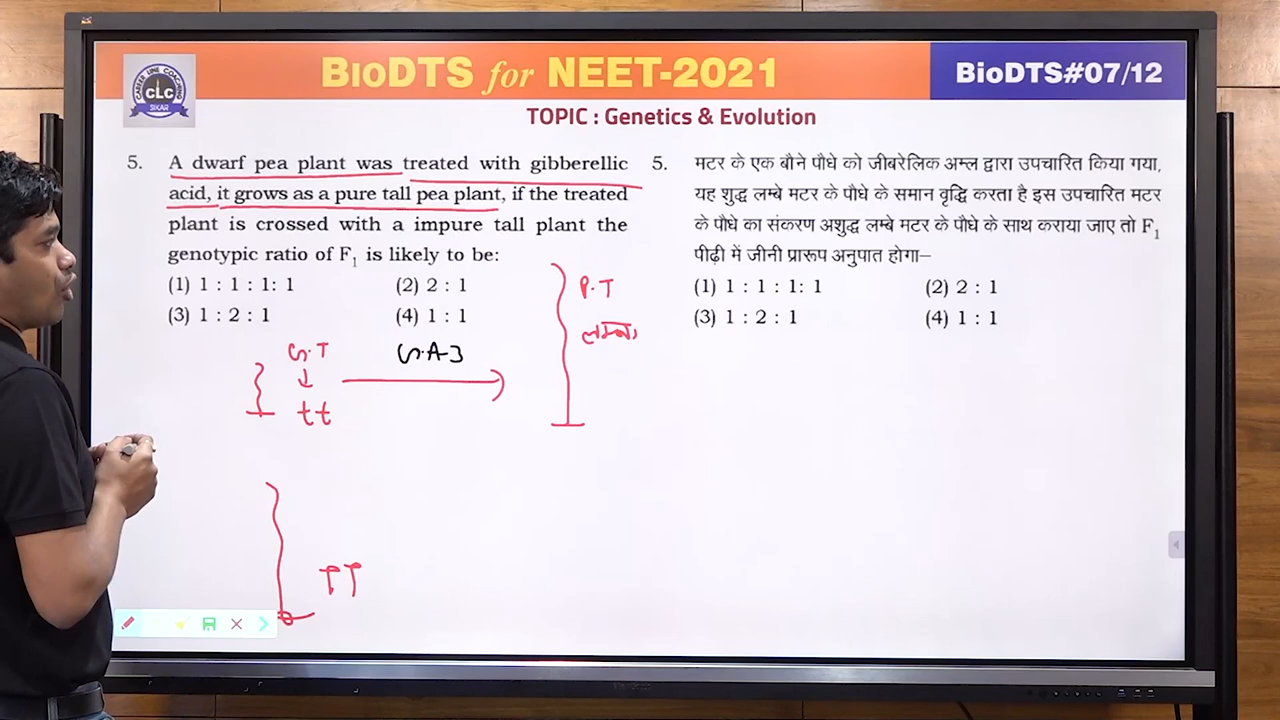 BIODTS for NEET-2021
BioDTS#07/12
CAREER LINE COACHING
CLC
SIKAR
TOPIC : Genetics & Evolution
5. A dwarf pea plant was treated with gibberellic
acid, it grows as a pure tall pea plant, if the treated
plant is crossed with a impure tall plant the
genotypic ratio of F1 is likely to be:
(1) 1 : 1 : 1: 1 (2) 2 : 1
(3) 1 : 2 : 1 (4) 1 : 1
5. मटर के एक बौने पौधे को जीबरेलिक अम्ल द्वारा उपचारित किया गया,
यह शुद्ध लम्बे मटर के पौधे के समान वृद्धि करता है इस उपचारित मटर
के पौधे का संकरण अशुद्ध लम्बे मटर के पौधे के साथ कराया जाए तो F1
पीढ़ी में जीनी प्रारूप अनुपात होगा–
(1) 1 : 1 : 1: 1 (2) 2 : 1
(3) 1 : 2 : 1 (4) 1 : 1
G.T
tt
G.A-3
P.T
लम्बा
TT